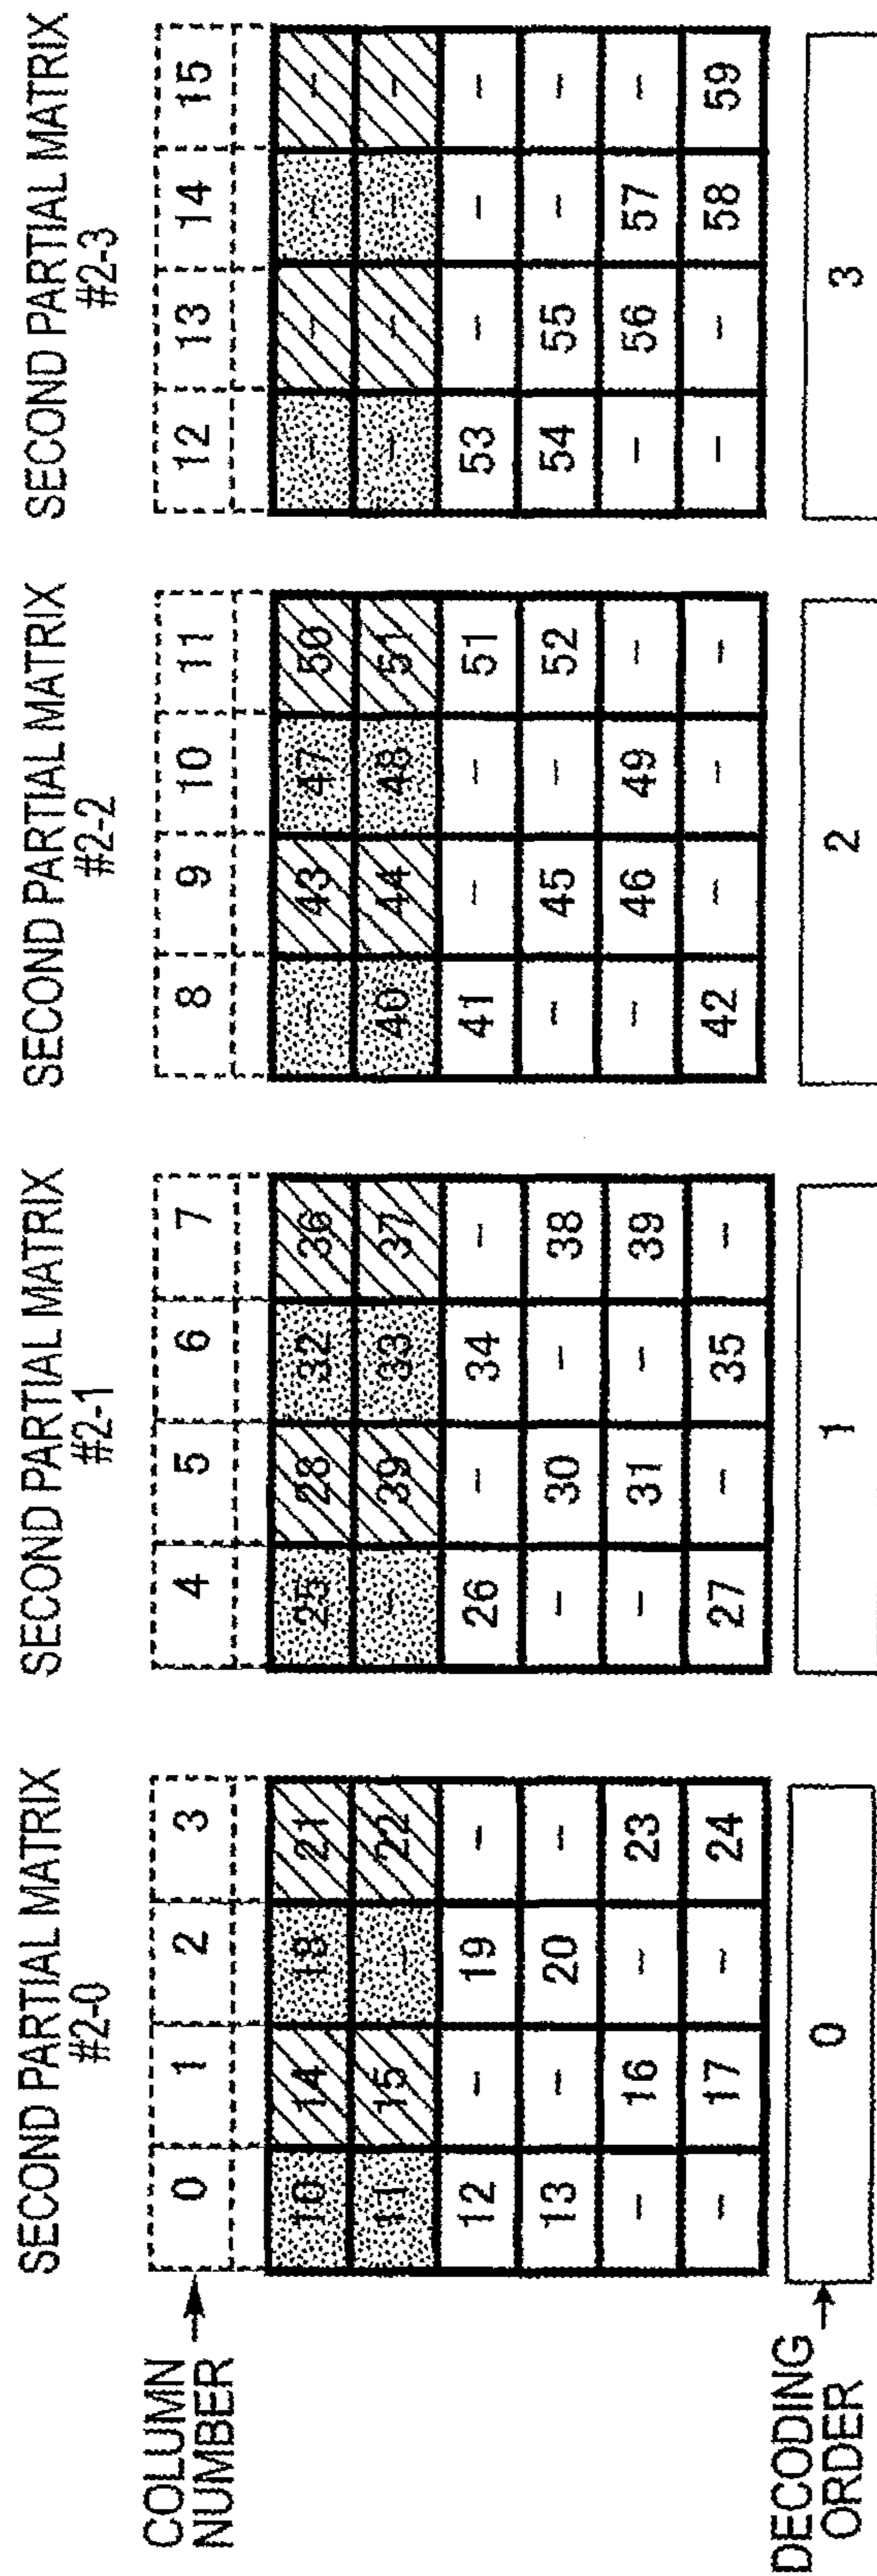 SECOND PARTIAL MATRIX
#2-0
COLUMN
NUMBER
0 1 2 3
10 14 18 21
11 15 - 22
12 - 19 -
13 - 20 -
- 16 - 23
- 17 - 24
DECODING
ORDER
0
SECOND PARTIAL MATRIX
#2-1
4 5 6 7
25 28 32 36
- 39 33 37
26 - 34 -
- 30 - 38
- 31 - 39
27 - 35 -
1
SECOND PARTIAL MATRIX
#2-2
8 9 10 11
- 43 47 50
40 44 48 51
41 - - 51
- 45 - 52
- 46 49 -
42 - - -
2
SECOND PARTIAL MATRIX
#2-3
12 13 14 15
- - - -
- - - -
53 - - -
54 55 - -
- 56 57 -
- - 58 59
3